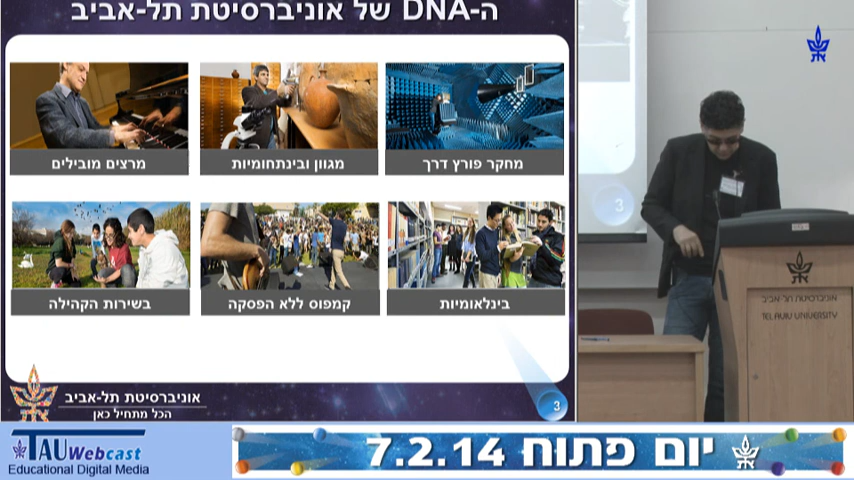 ה-DNA של אוניברסיטת תל-אביב
מחקר פורץ דרך
מגוון ובינתחומיות
מרצים מובילים
בינלאומיות
קמפוס ללא הפסקה
בשירות הקהילה
אוניברסיטת תל-אביב
הכל מתחיל כאן
3
3
אוניברסיטת תל-אביב
TEL AVIV UNIVERSITY
TAU Webcast
Educational Digital Media
יום פתוח 7.2.14